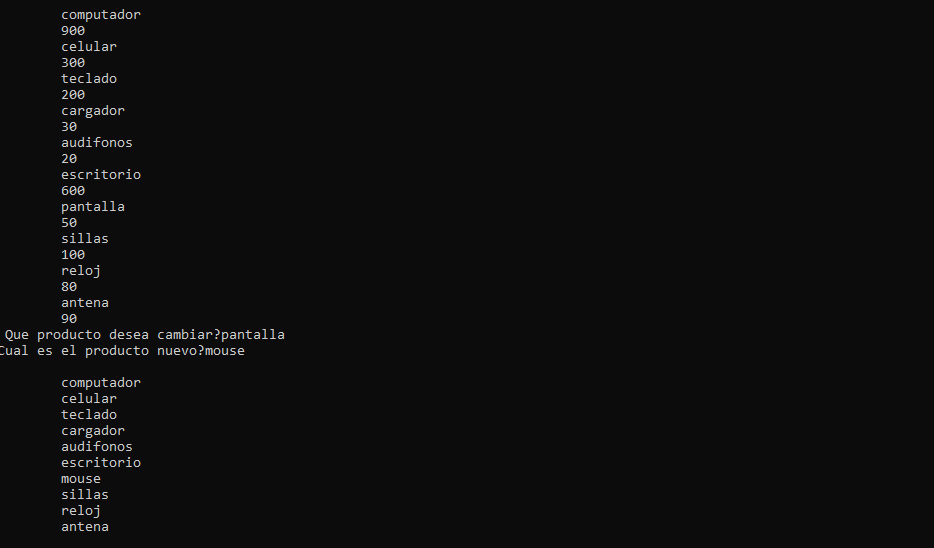 computador
900
celular
300
teclado
200
cargador
30
audifonos
20
escritorio
600
pantalla
50
sillas
100
reloj
80
antena
90
Que producto desea cambiar?pantalla
Cual es el producto nuevo?mouse
computador
celular
teclado
cargador
audifonos
escritorio
mouse
sillas
reloj
antena